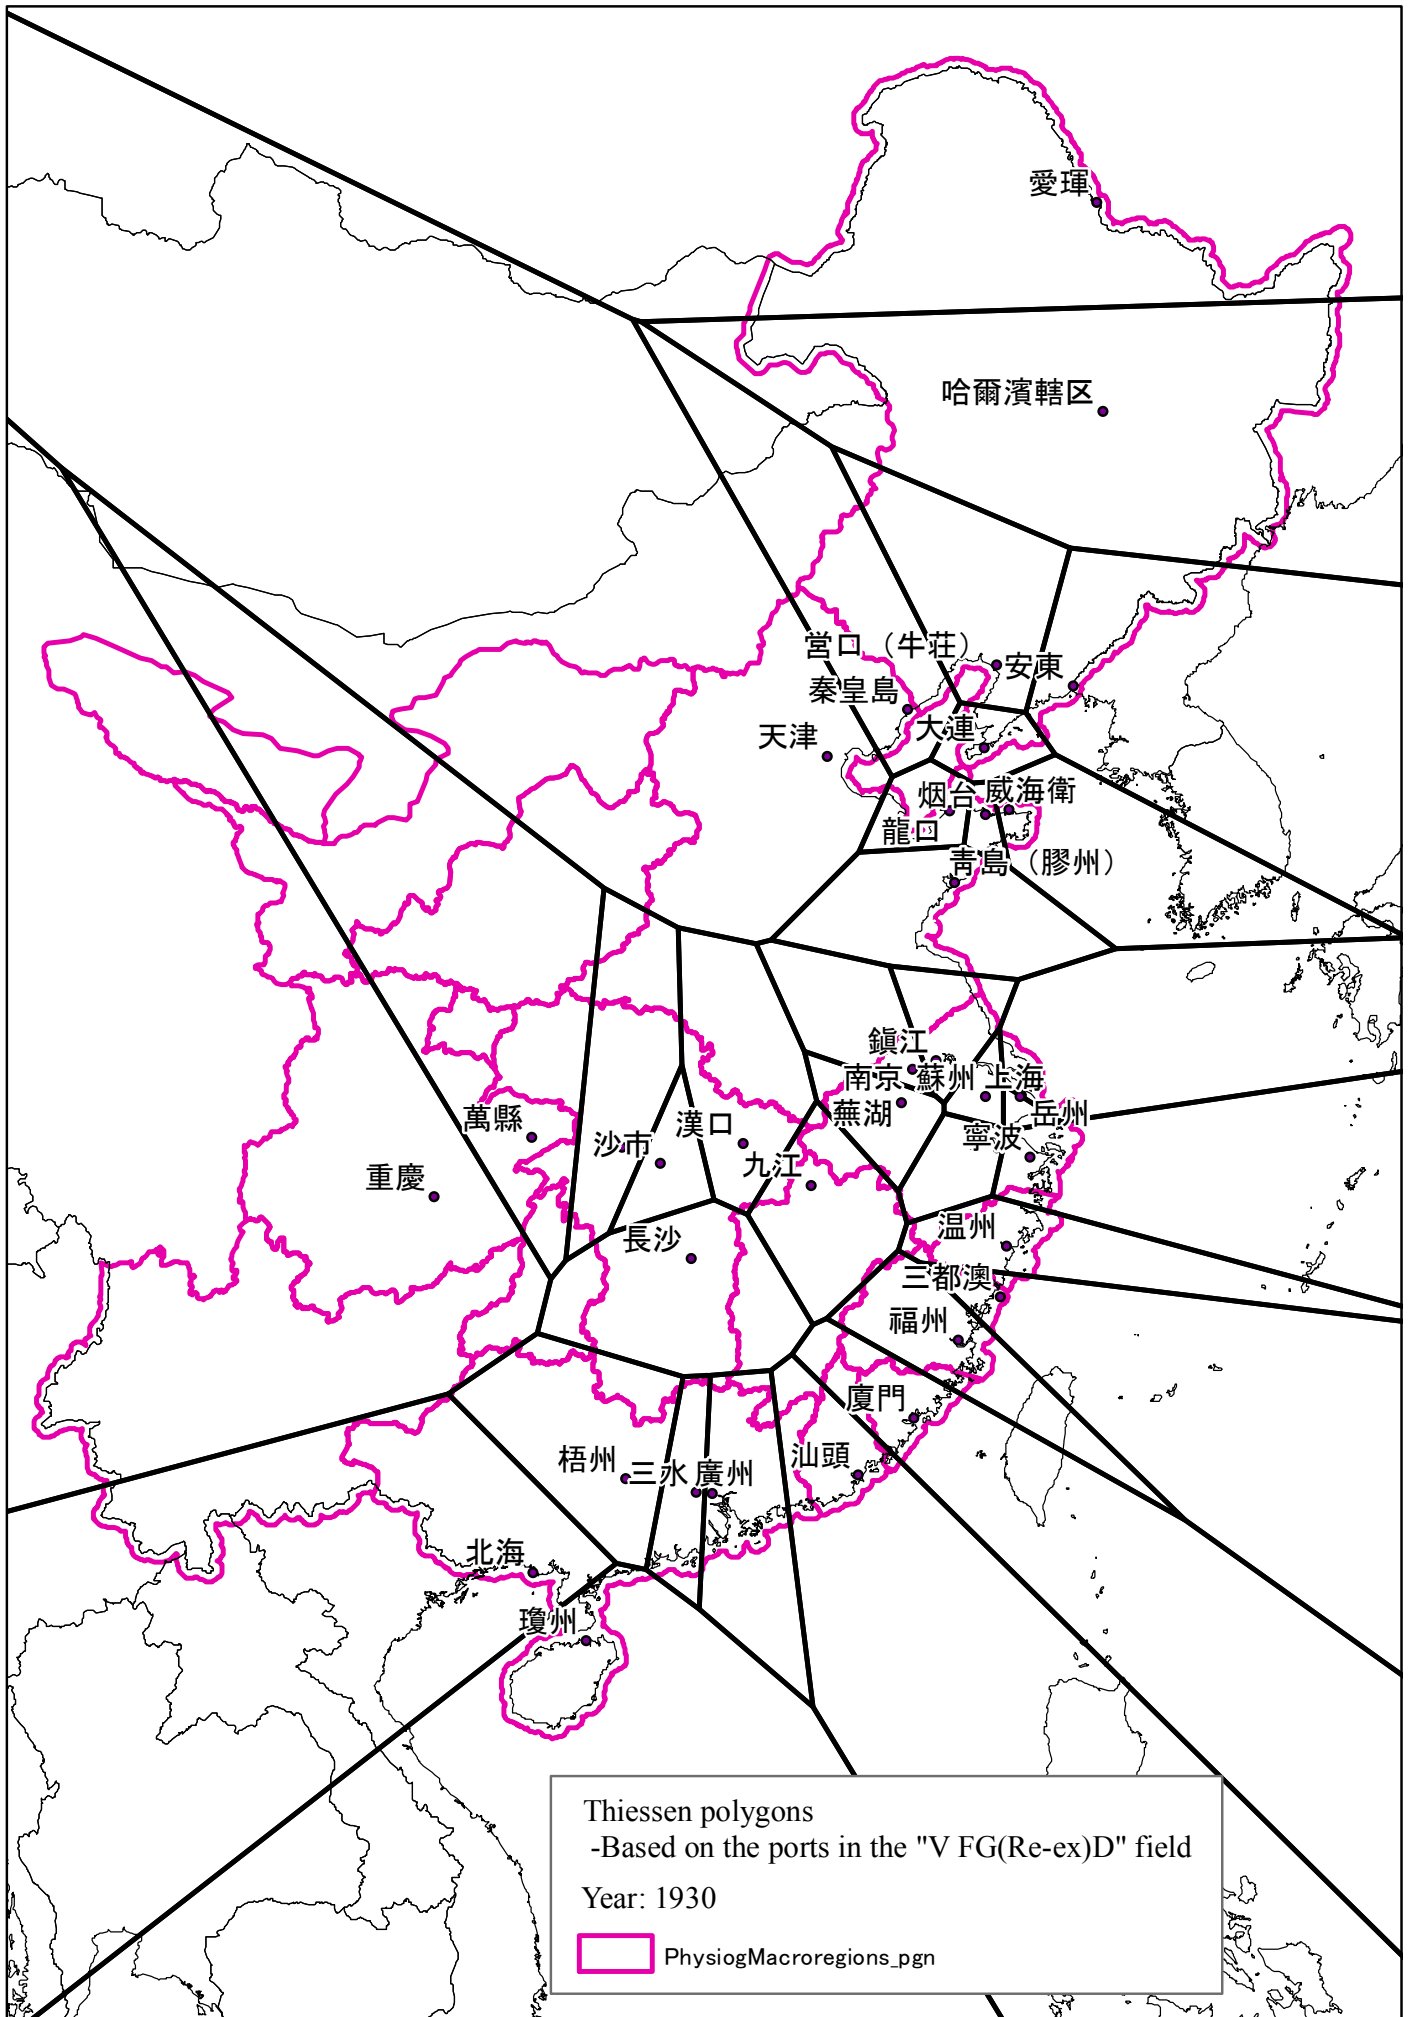 愛琿
哈爾濱轄区
営口（牛荘）
安東
秦皇島
大連
天津
烟台
威海衛
龍口
青島（膠州）
鎭江
南京
蘇州
上海
蕪湖
岳州
萬縣
漢口
沙市
寧波
九江
重慶
長沙
温州
三都澳
福州
廈門
梧州
三水
廣州
汕頭
北海
瓊州
Thiessen polygons
-Based on the ports in the "V FG(Re-ex)D" field
Year: 1930
PhysiogMacroregions_pgn